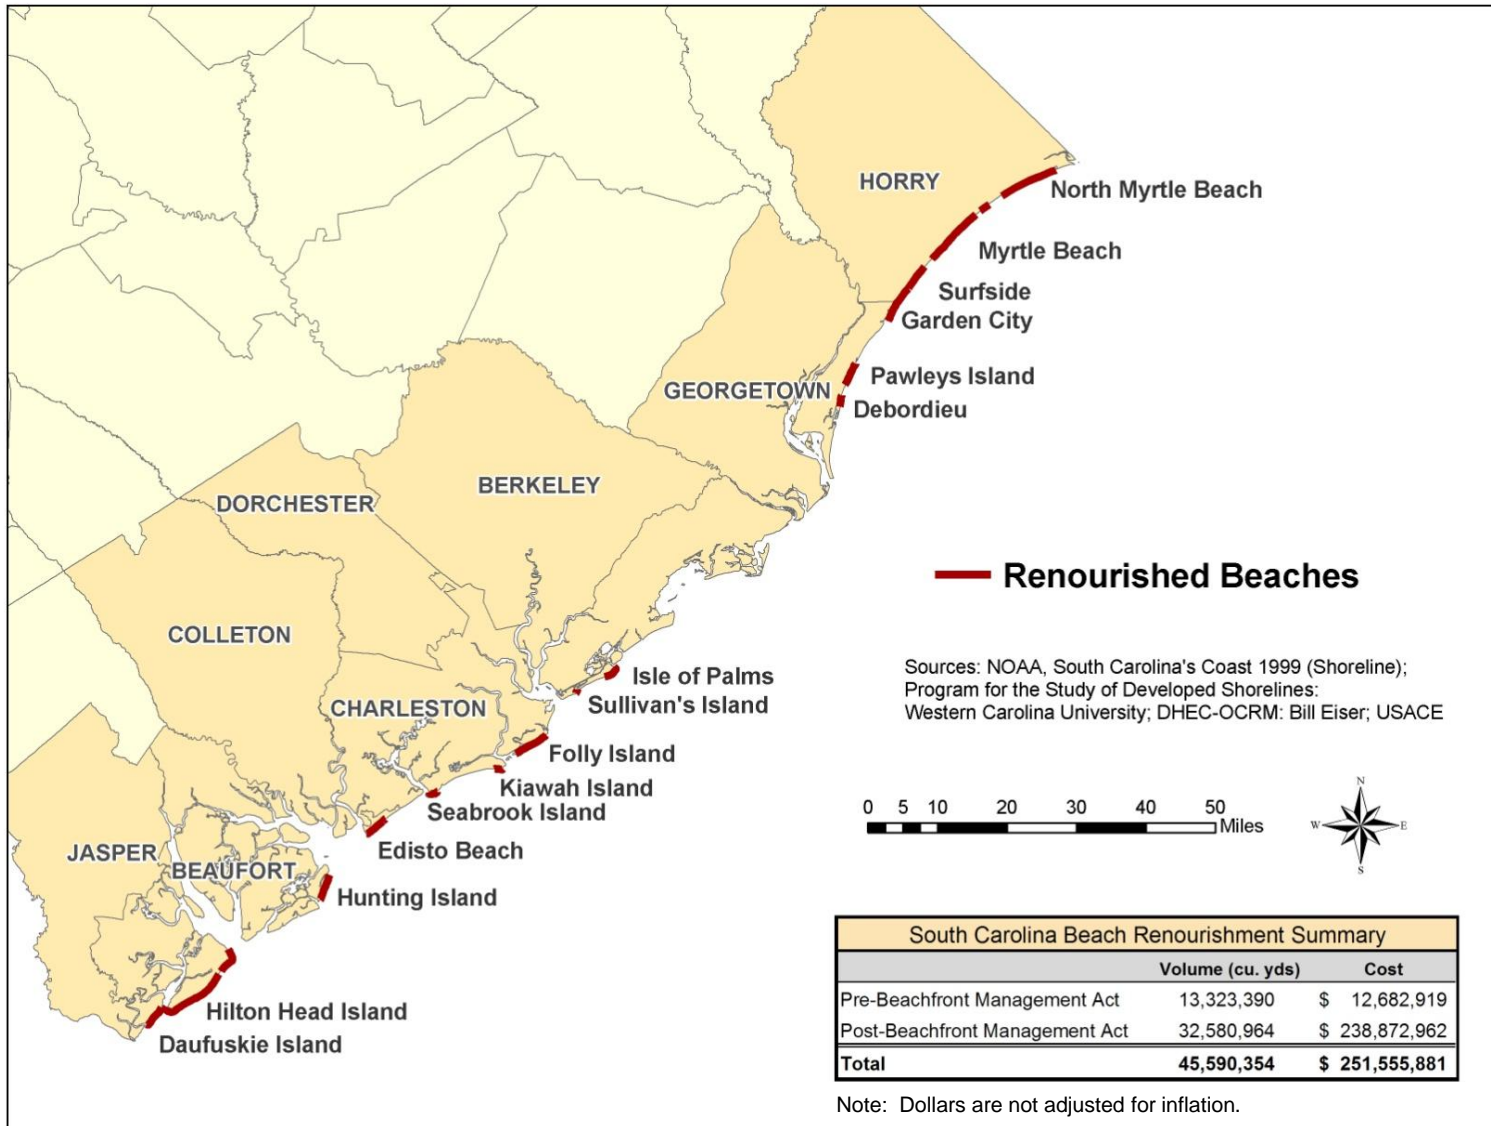 HORRY
North Myrtle Beach
Myrtle Beach
Surfside
Garden City
Pawleys Island
GEORGETOWN
Debordieu
BERKELEY
DORCHESTER
Renourished Beaches
COLLETON
Sources: NOAA, South Carolina's Coast 1999 (Shoreline);
Program for the Study of Developed Shorelines:
Western Carolina University; DHEC-OCRM: Bill Eiser; USACE
Isle of Palms
Sullivan's Island
CHARLESTON
Folly Island
Kiawah Island
Seabrook Island
Edisto Beach
JASPER
BEAUFORT
Hunting Island
Hilton Head Island
Daufuskie Island
0 5 10 20 30 40 50
Miles
N
W E
S
South Carolina Beach Renourishment Summary
Volume (cu. yds) Cost
Pre-Beachfront Management Act 13,323,390 $ 12,682,919
Post-Beachfront Management Act 32,580,964 $ 238,872,962
Total 45,590,354 $ 251,555,881
Note: Dollars are not adjusted for inflation.